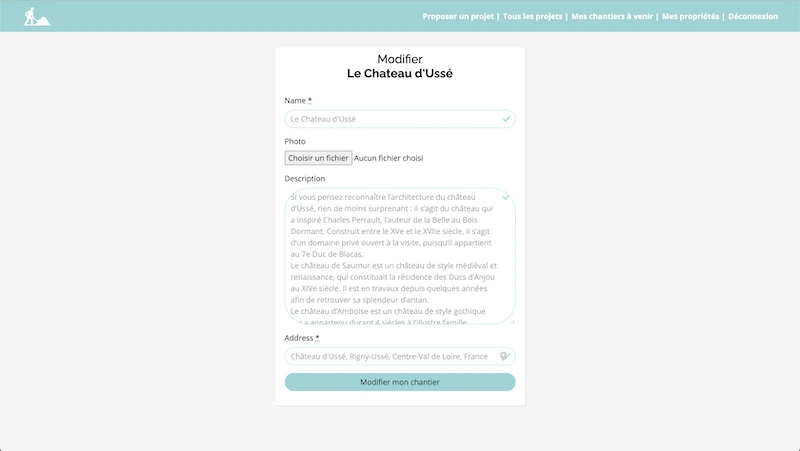 Proposer un projet | Tous les projets | Mes chantiers à venir | Mes propriétés | Déconnexion
Modifier
Le Chateau d'Ussé
Name *
Le Chateau d'Ussé
Photo
Choisir un fichier Aucun fichier choisi
Description
Si vous pensez reconnaître l'architecture du château
d'Ussé, rien de moins surprenant : il s'agit du château qui
a inspiré Charles Perrault, l'auteur de la Belle au Bois
Dormant. Construit entre le XVe et le XVIIe siècle, il s'agit
d'un domaine privé ouvert à la visite, puisqu'il appartient
au 7e Duc de Blacas.
Le château de Saumur est un château de style médiéval et
renaissance, qui constituait la résidence des Ducs d'Anjou
au XIVe siècle. Il est en travaux depuis quelques années
afin de retrouver sa splendeur d'antan.
Le château d'Amboise est un château de style gothique
a appartenu durant 4 siècles à l'illustre famille
Address *
Château d'Ussé, Rigny-Ussé, Centre-Val de Loire, France
Modifier mon chantier